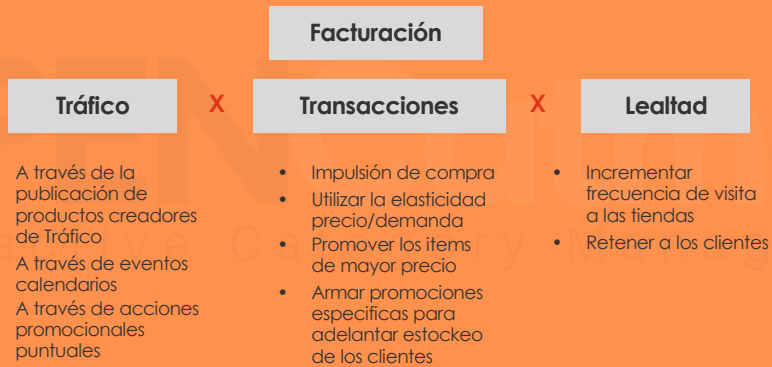 Facturación
Tráfico X Transacciones X Lealtad
A través de la
publicación de
productos creadores
de Tráfico
A través de eventos
calendarios
A través de acciones
promocionales
puntuales
• Impulsión de compra
• Utilizar la elasticidad
precio/demanda
• Promover los items
de mayor precio
• Armar promociones
especificas para
adelantar estockeo
de los clientes
• Incrementar
frecuencia de visita
a las tiendas
• Retener a los clientes